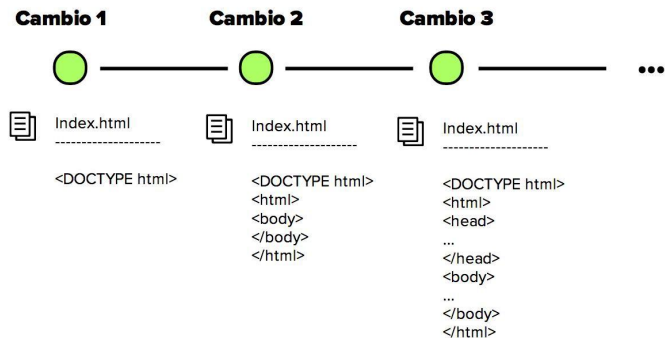 Cambio 1
Cambio 2
Cambio 3
...
Index.html
--------------------
<DOCTYPE html>
Index.html
--------------------
<DOCTYPE html>
<html>
<body>
</body>
</html>
Index.html
--------------------
<DOCTYPE html>
<html>
<head>
...
</head>
<body>
...
</body>
</html>